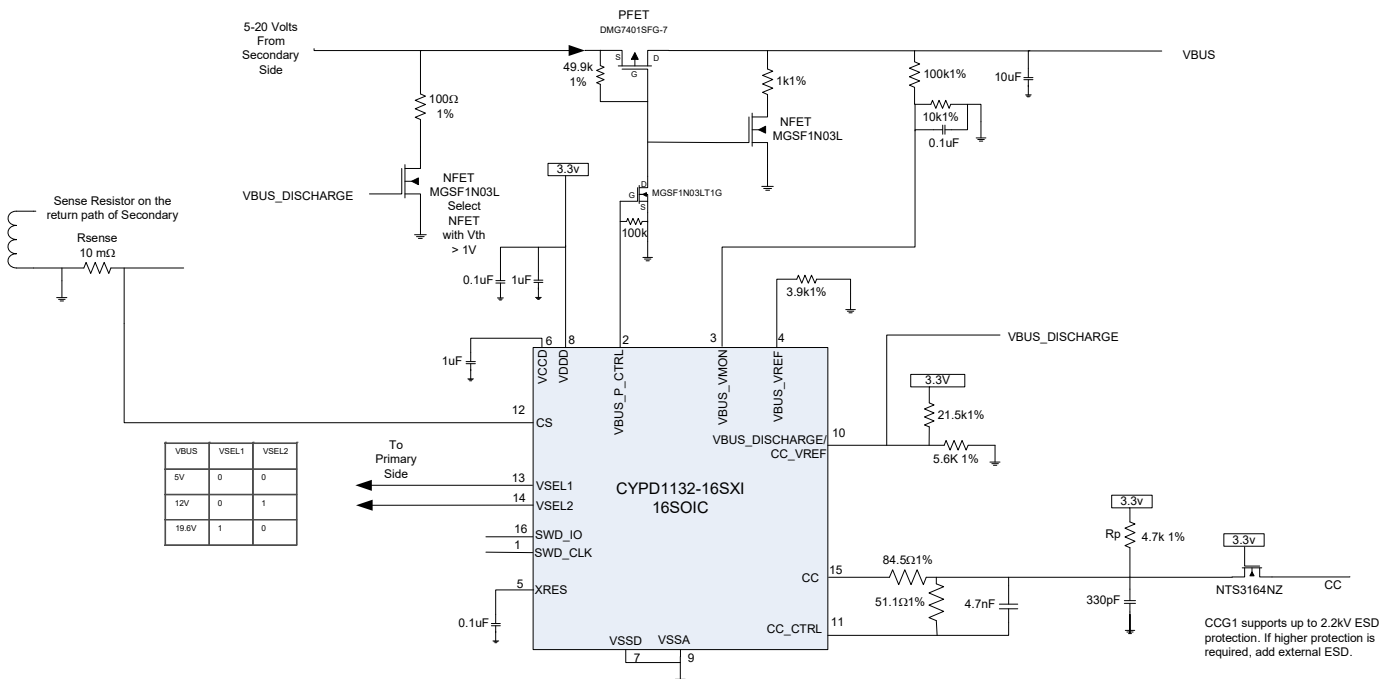 PFET
DMG7401SFG-7
5-20 Volts
From
Secondary
Side
S
D
G
49.9k
1%
VBUS
100Ω
1%
1k1%
100k1%
10uF
10k1%
0.1uF
NFET
MGSF1N03L
VBUS_DISCHARGE
NFET
MGSF1N03L
Select
NFET
with Vth
> 1V
3.3v
D
G
S
MGSF1N03LT1G
100k
Sense Resistor on the
return path of Secondary
Rsense
10 mΩ
0.1uF
1uF
3.9k1%
1uF
6
8
2
3
4
VCCD
VDDD
VBUS_P_CTRL
VBUS_VMON
VBUS_VREF
VBUS_DISCHARGE
3.3V
21.5k1%
5.6K 1%
12
CS
VBUS_DISCHARGE/
CC_VREF
10
VBUS VSEL1 VSEL2
5V 0 0
12V 0 1
19.6V 1 0
To
Primary
Side
13
VSEL1
14
VSEL2
CYPD1132-16SXI
16SOIC
16
SWD_IO
1
SWD_CLK
5
XRES
0.1uF
CC
15
84.5Ω1%
51.1Ω1%
4.7nF
CC_CTRL
11
3.3v
Rp
4.7k 1%
330pF
3.3v
NTS3164NZ
CC
VSSD
VSSA
7
9
CCG1 supports up to 2.2kV ESD
protection. If higher protection is
required, add external ESD.